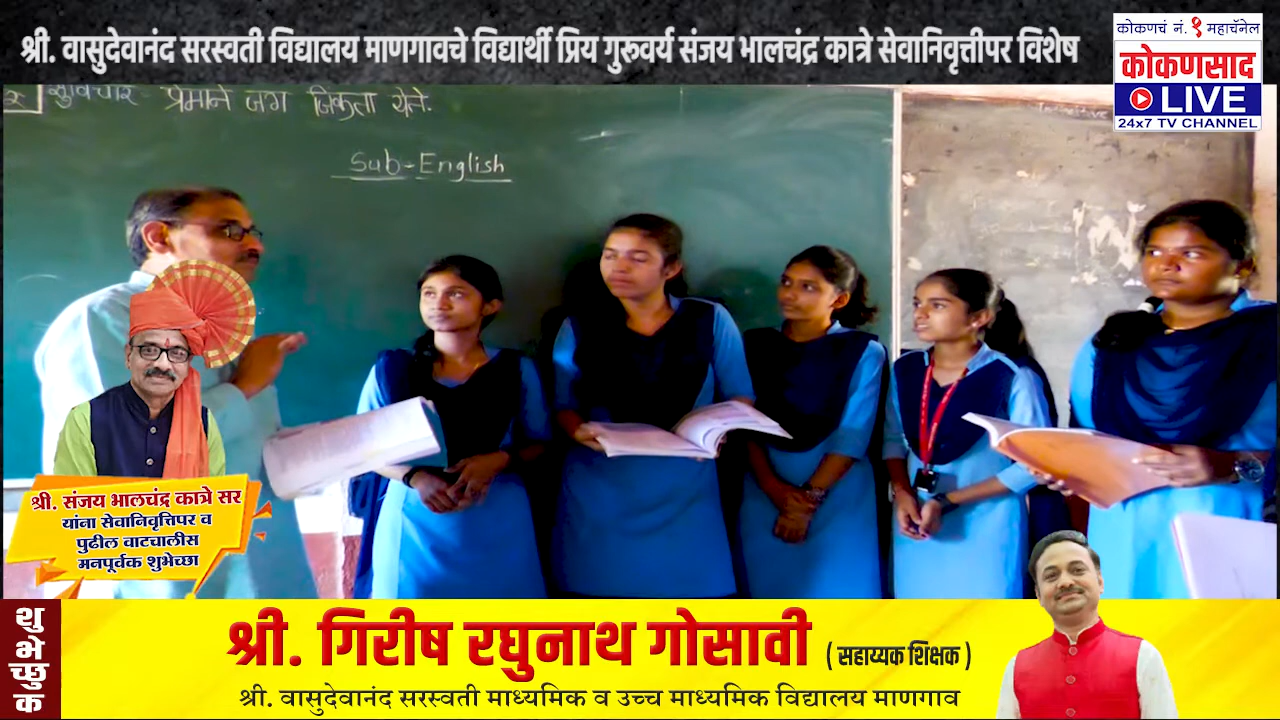 श्री. वासुदेवानंद सरस्वती विद्यालय माणगावचे विद्यार्थी प्रिय गुरूवर्य संजय भालचंद्र कात्रे सेवानिवृत्तीपर विशेष
कोकणचं नं. १ महाचॅनेल
कोकणसाद
LIVE
24x7 TV CHANNEL
सुविचार - प्रेमाने जग जिंकता येते.
Sub - English
श्री. संजय भालचंद्र कात्रे सर
यांना सेवानिवृत्तिपर व
पुढील वाटचालीस
मनपूर्वक शुभेच्छा
शुभेच्छुक
श्री. गिरीष रघुनाथ गोसावी ( सहाय्यक शिक्षक )
श्री. वासुदेवानंद सरस्वती माध्यमिक व उच्च माध्यमिक विद्यालय माणगाव